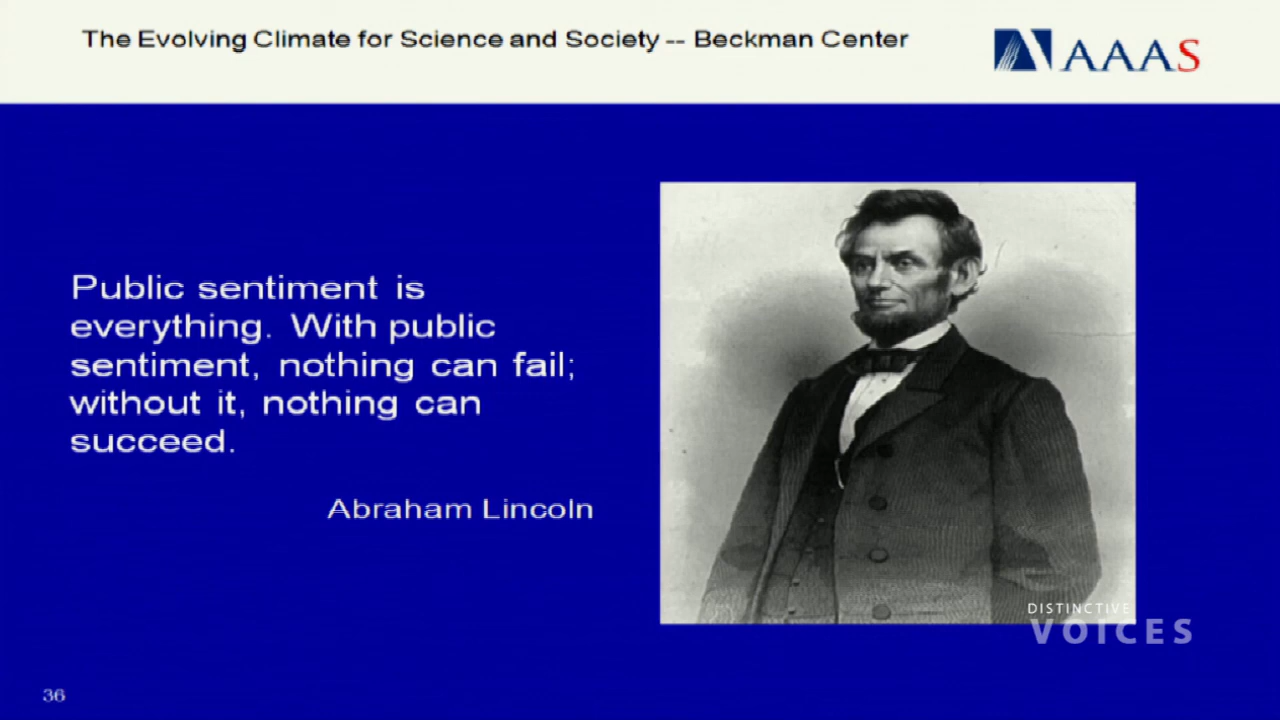 The Evolving Climate for Science and Society -- Beckman Center
AAAS
Public sentiment is
everything. With public
sentiment, nothing can fail;
without it, nothing can
succeed.
Abraham Lincoln
DISTINCTIVE
VOICES
36